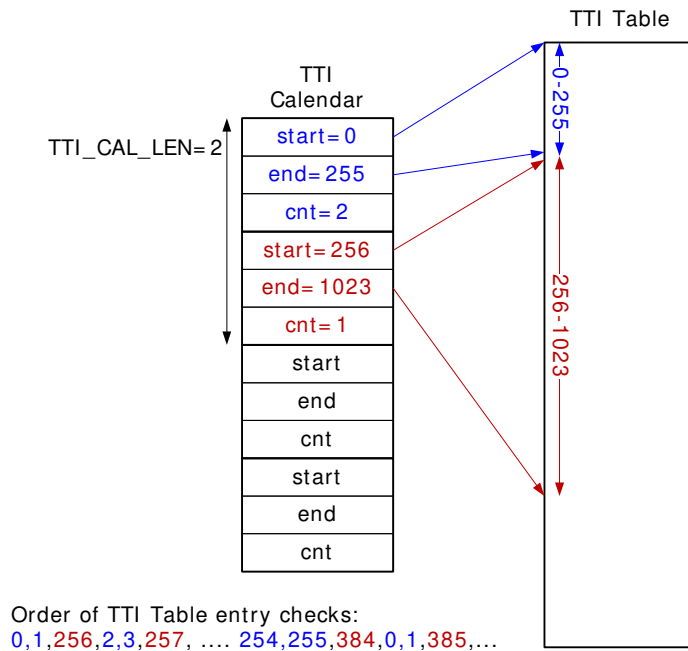 TTI Table
TTI
Calendar
TTI_CAL_LEN=2
start=0
end=255
cnt=2
start=256
end=1023
cnt=1
start
end
cnt
start
end
cnt
0-255
256-1023
Order of TTI Table entry checks:
0,1,256,2,3,257, .... 254,255,384,0,1,385,...